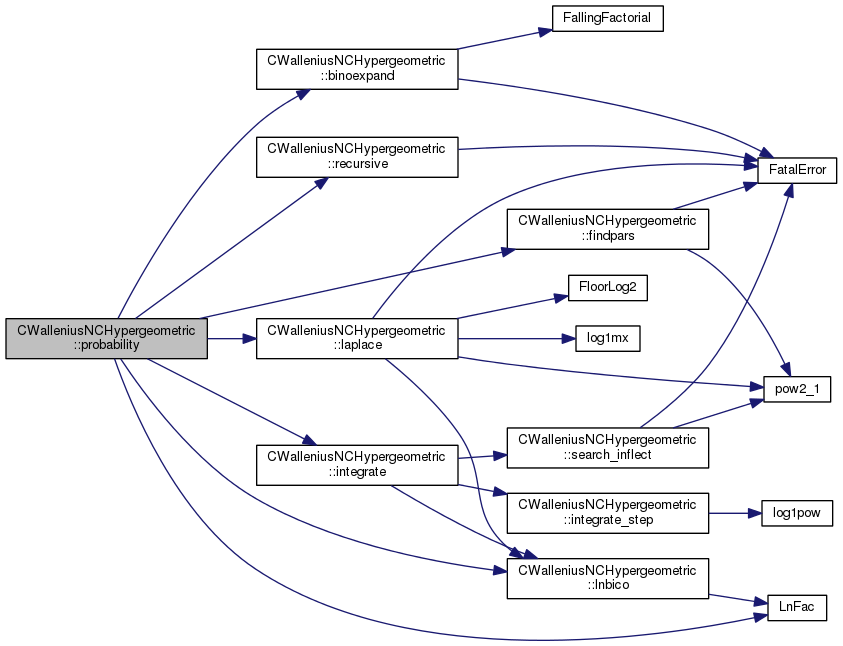 FallingFactorial
CWalleniusNCHypergeometric
::binoexpand
CWalleniusNCHypergeometric
::recursive
FatalError
CWalleniusNCHypergeometric
::findpars
FloorLog2
CWalleniusNCHypergeometric
::probability
CWalleniusNCHypergeometric
::laplace
log1mx
pow2_1
CWalleniusNCHypergeometric
::search_inflect
CWalleniusNCHypergeometric
::integrate
CWalleniusNCHypergeometric
::integrate_step
log1pow
CWalleniusNCHypergeometric
::lnbico
LnFac